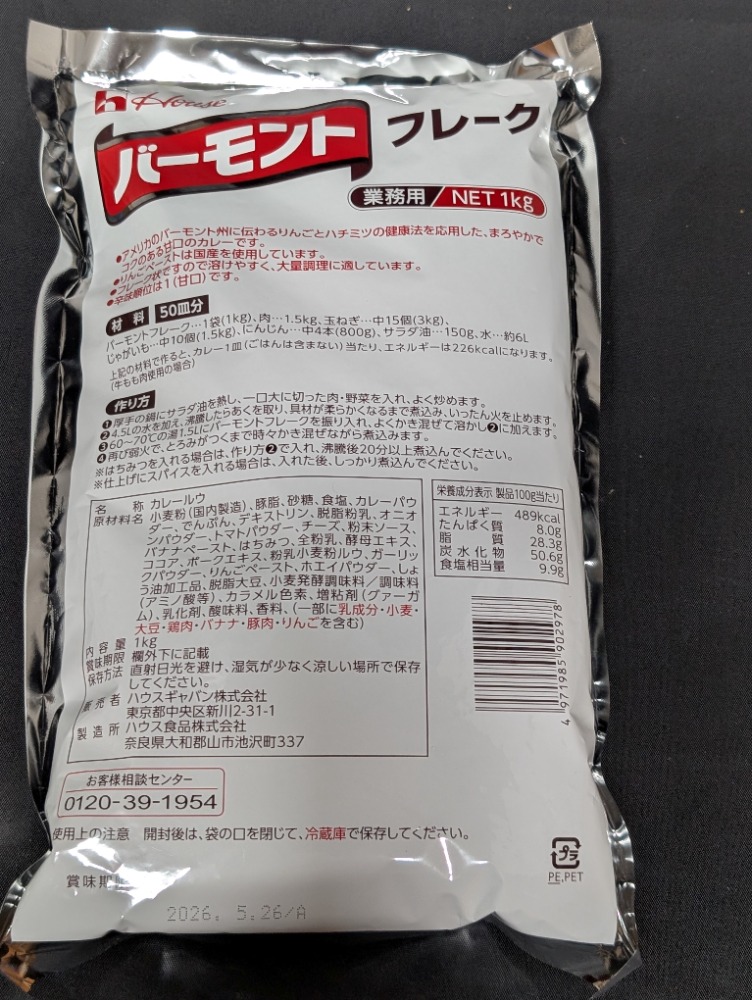 House
バーモント フレーク
業務用 NET 1kg
●アメリカのバーモント州に伝わるりんごとハチミツの健康法を応用した、まろやかで
コクのある甘口のカレーです。
●りんごペーストは国産を使用しています。
●フレーク状ですので溶けやすく、大量調理に適しています。
●辛味順位は1(甘口)です。
材料 50皿分
バーモントフレーク…1袋(1kg)、肉…1.5kg、玉ねぎ…中15個(3kg)、
じゃがいも…中10個(1.5kg)、にんじん…中4本(800g)、サラダ油…150g、水…約6L
上記の材料で作ると、カレー1皿(ごはんは含まない)当たり、エネルギーは226kcalになります。
(牛もも肉使用の場合)
作り方
❶厚手の鍋にサラダ油を熱し、一口大に切った肉・野菜を入れ、よく炒めます。
❷4.5Lの水を加え、沸騰したらあくを取り、具材が柔らかくなるまで煮込み、いったん火を止めます。
❸60~70℃の湯1.5Lにバーモントフレークを振り入れ、よくかき混ぜて溶かし❷に加えます。
❹再び弱火で、とろみがつくまで時々かき混ぜながら煮込みます。
※はちみつを入れる場合は、作り方❷で入れ、沸騰後20分以上煮込んでください。
※仕上げにスパイスを入れる場合は、入れた後、しっかり煮込んでください。
名称 カレールウ
原材料名 小麦粉(国内製造)、豚脂、砂糖、食塩、カレーパウ
ダー、でんぷん、デキストリン、脱脂粉乳、オニオ
ンパウダー、トマトパウダー、チーズ、粉末ソース、
バナナペースト、はちみつ、全粉乳、酵母エキス、
ココア、ポークエキス、粉乳小麦粉ルウ、ガーリッ
クパウダー、りんごペースト、ホエイパウダー、しょ
う油加工品、脱脂大豆、小麦発酵調味料/調味料
(アミノ酸等)、カラメル色素、増粘剤(グァーガ
ム)、乳化剤、酸味料、香料、(一部に乳成分・小麦・
大豆・鶏肉・バナナ・豚肉・りんごを含む)
内容量 1kg
賞味期限 欄外下に記載
保存方法 直射日光を避け、湿気が少なく涼しい場所で保存
してください。
販売者 ハウスギャバン株式会社
東京都中央区新川2-31-1
製造所 ハウス食品株式会社
奈良県大和郡山市池沢町337
栄養成分表示 製品100g当たり
エネルギー 489kcal
たんぱく質 8.0g
脂質 28.3g
炭水化物 50.6g
食塩相当量 9.9g
4 971985 902978
お客様相談センター
0120-39-1954
使用上の注意 開封後は、袋の口を閉じて、冷蔵庫で保存してください。
プラ
PE,PET
賞味期
2026. 5.26/A